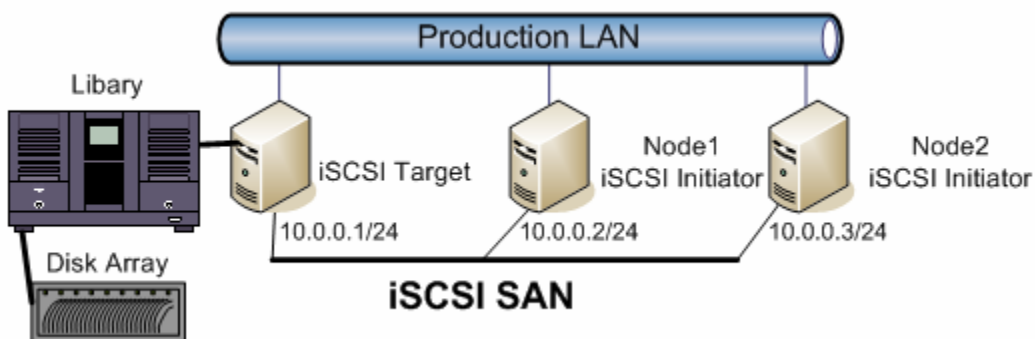 Production LAN
Libary
iSCSI Target
Node1
iSCSI Initiator
Node2
iSCSI Initiator
10.0.0.1/24
10.0.0.2/24
10.0.0.3/24
Disk Array
iSCSI SAN